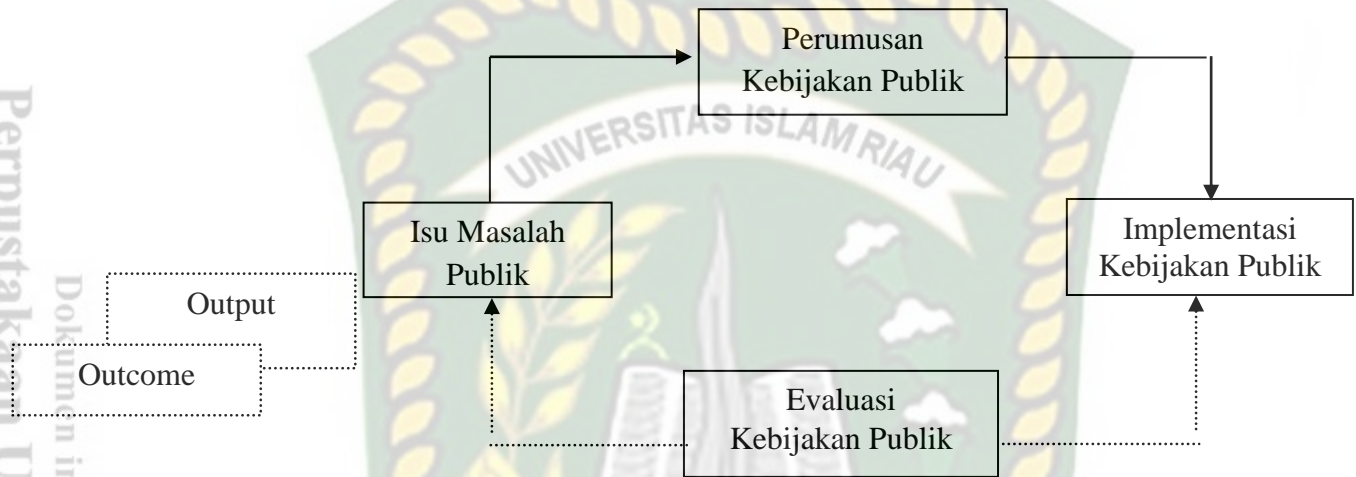 Perumusan
Kebijakan Publik
UNIVERSITAS ISLAM RIAU
Isu Masalah
Publik
Implementasi
Kebijakan Publik
Output
Outcome
Evaluasi
Kebijakan Publik
Perpustakaan U
Dokumen in